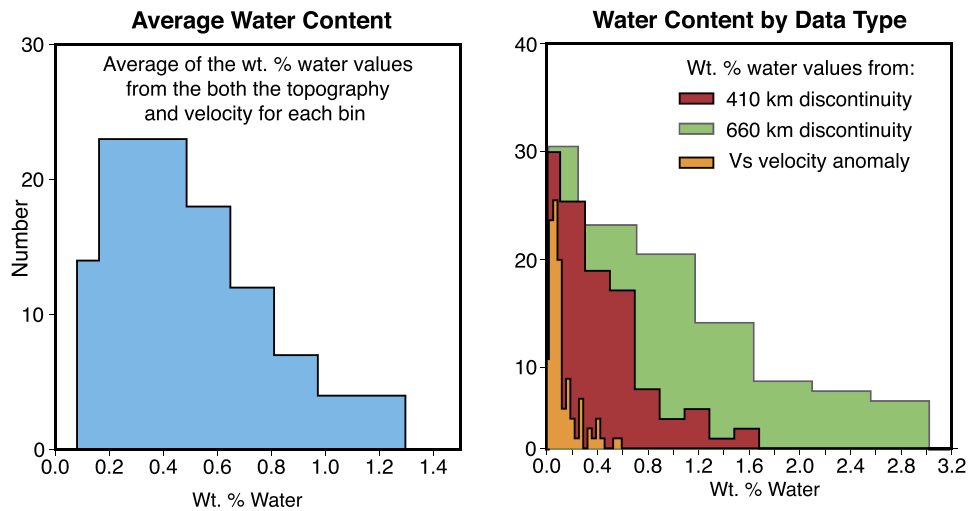 Average Water Content
30
20
10
0
Number
Average of the wt. % water values
from the both the topography
and velocity for each bin
0.0 0.2 0.4 0.6 0.8 1.0 1.2 1.4
Wt. % Water
Water Content by Data Type
40
30
20
10
0
Wt. % water values from:
410 km discontinuity
660 km discontinuity
Vs velocity anomaly
0.0 0.4 0.8 1.2 1.6 2.0 2.4 2.8 3.2
Wt. % Water